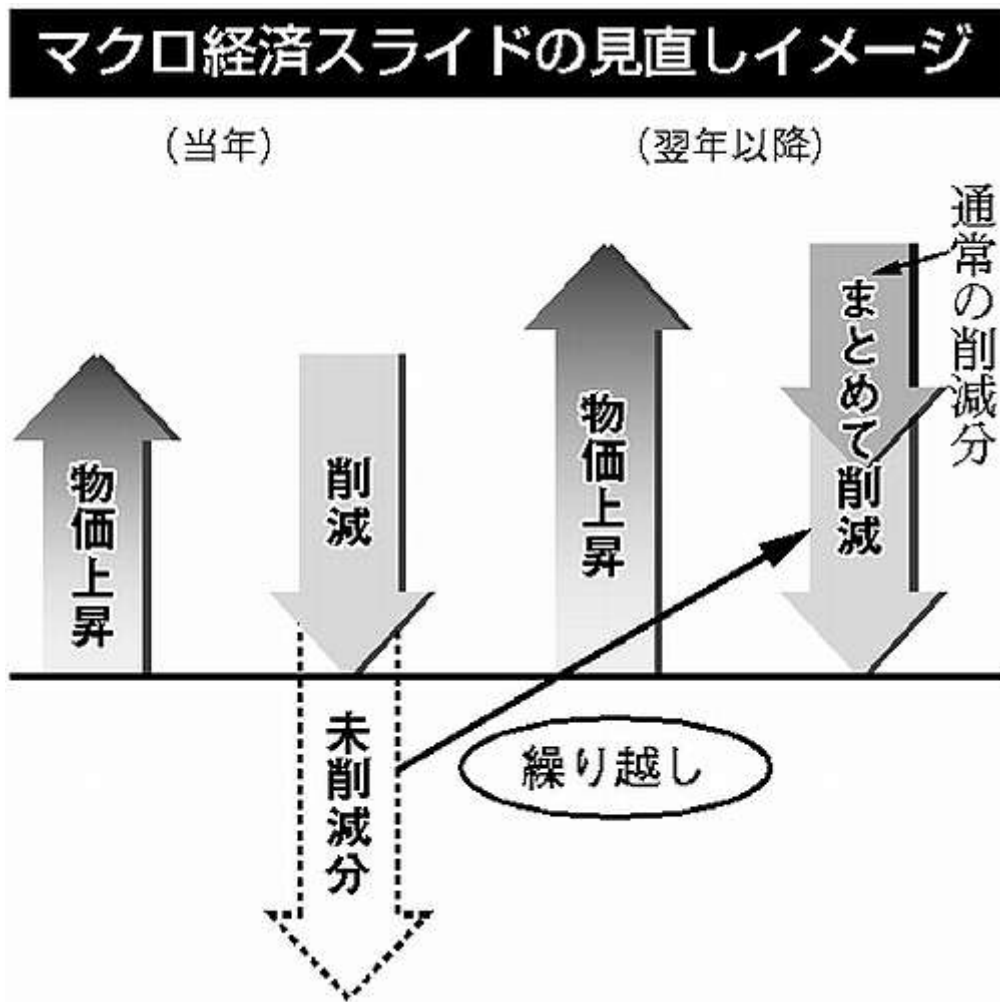 マクロ経済スライドの見直しイメージ
(当年)
(翌年以降)
物価上昇
削減
未削減分
繰り越し
物価上昇
まとめて削減
通常の削減分